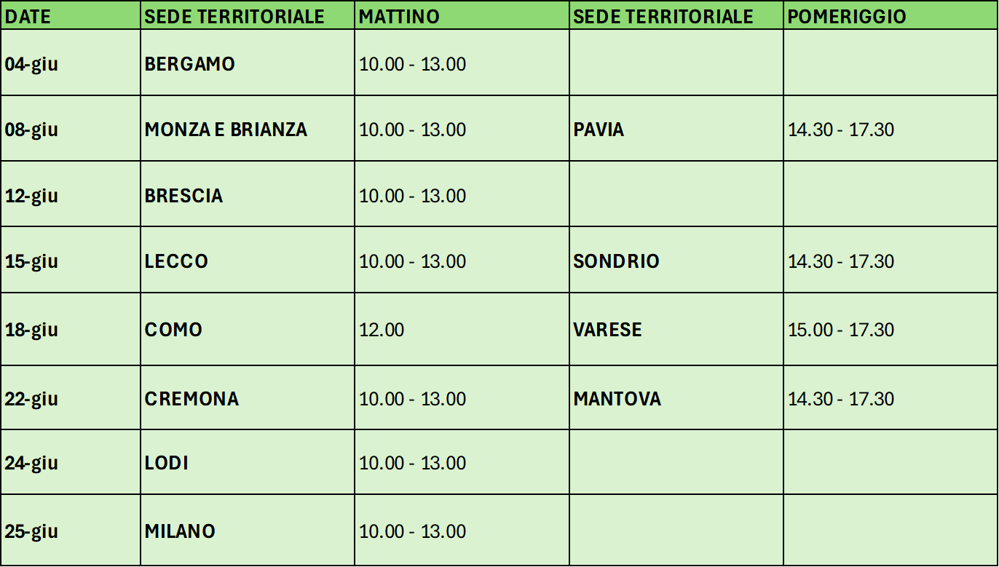 DATE SEDE TERRITORIALE MATTINO SEDE TERRITORIALE POMERIGGIO
04-giu BERGAMO 10.00 - 13.00
08-giu MONZA E BRIANZA 10.00 - 13.00 PAVIA 14.30 - 17.30
12-giu BRESCIA 10.00 - 13.00
15-giu LECCO 10.00 - 13.00 SONDRIO 14.30 - 17.30
18-giu COMO 12.00 VARESE 15.00 - 17.30
22-giu CREMONA 10.00 - 13.00 MANTOVA 14.30 - 17.30
24-giu LODI 10.00 - 13.00
25-giu MILANO 10.00 - 13.00